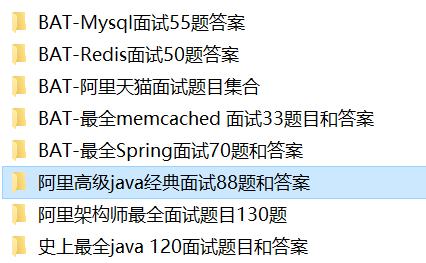 BAT-Mysql面试55题答案
BAT-Redis面试50题答案
BAT-阿里天猫面试题目集合
BAT-最全memcached 面试33题目和答案
BAT-最全Spring面试70题和答案
阿里高级java经典面试88题和答案
阿里架构师最全面试题目130题
史上最全java 120面试题目和答案